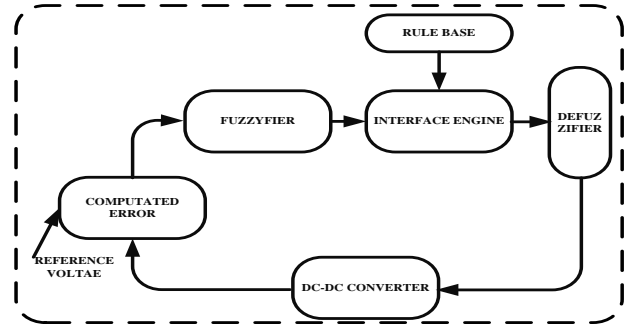 RULE BASE
FUZZYFIER
INTERFACE ENGINE
DEFUZ
ZIFIER
COMPUTATED
ERROR
REFERENCE
VOLTAE
DC-DC CONVERTER